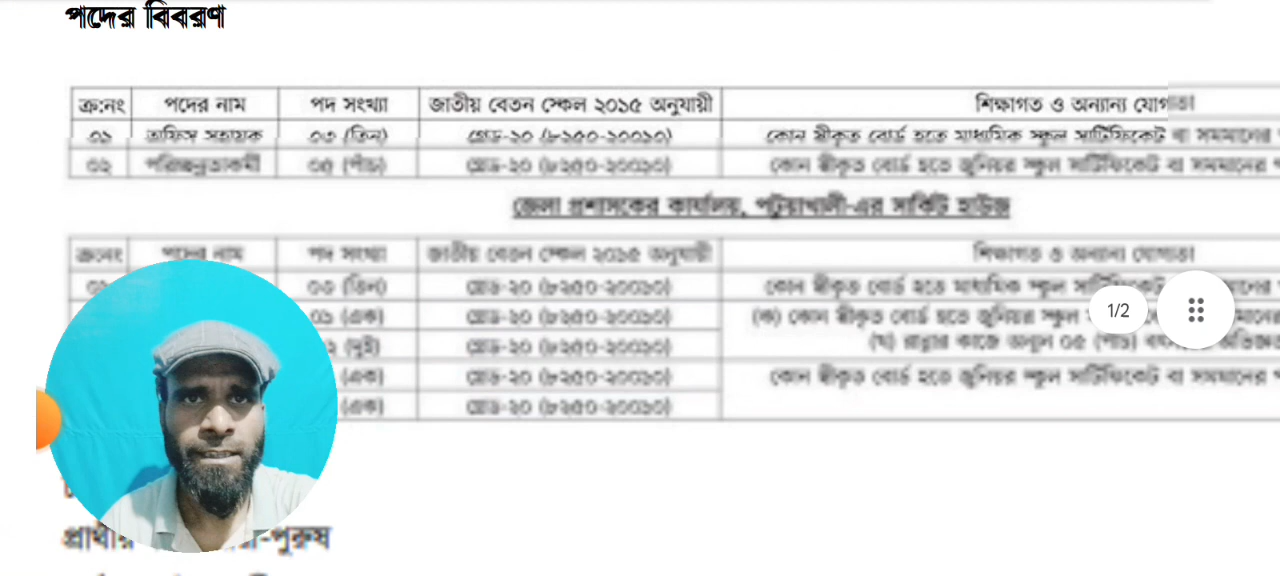 পদের বিবরণ
ক্র:নং পদের নাম পদ সংখ্যা জাতীয় বেতন স্কেল ২০১৫ অনুযায়ী শিক্ষাগত ও অন্যান্য যোগ্যতা
০১ অফিস সহায়ক ০৩ (তিন) গ্রেড-২০ (৮২৫০-২০০১০) কোন স্বীকৃত বোর্ড হতে মাধ্যমিক স্কুল সার্টিফিকেট বা সমমানের
০২ পরিচ্ছন্নতাকর্মী ০৫ (পাঁচ) গ্রেড-২০ (৮২৫০-২০০১০) কোন স্বীকৃত বোর্ড হতে জুনিয়র স্কুল সার্টিফিকেট বা সমমানের
জেলা প্রশাসকের কার্যালয়, পটুয়াখালী-এর সার্কিট হাউজ
ক্র:নং পদের নাম পদ সংখ্যা জাতীয় বেতন স্কেল ২০১৫ অনুযায়ী শিক্ষাগত ও অন্যান্য যোগ্যতা
০৩ (তিন) গ্রেড-২০ (৮২৫০-২০০১০) কোন স্বীকৃত বোর্ড হতে মাধ্যমিক স্কুল
০১ (এক) গ্রেড-২০ (৮২৫০-২০০১০) (ক) কোন স্বীকৃত বোর্ড হতে জুনিয়র স্কুল
(দুই) গ্রেড-২০ (৮২৫০-২০০১০) (খ) রান্নার কাজে অন্যূন ০৫ (পাঁচ)
(এক) গ্রেড-২০ (৮২৫০-২০০১০) কোন স্বীকৃত বোর্ড হতে জুনিয়র স্কুল সার্টিফিকেট বা সমমানের
(এক) গ্রেড-২০ (৮২৫০-২০০১০)
1/2
-পুরুষ